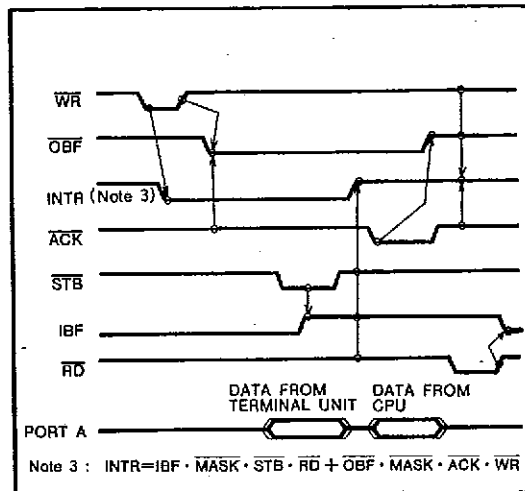 WR
OBF
INTR (Note 3)
ACK
STB
IBF
RD
DATA FROM
TERMINAL UNIT
DATA FROM
CPU
PORT A
Note 3 : INTR=IBF · MASK · STB · RD + OBF · MASK · ACK · WR